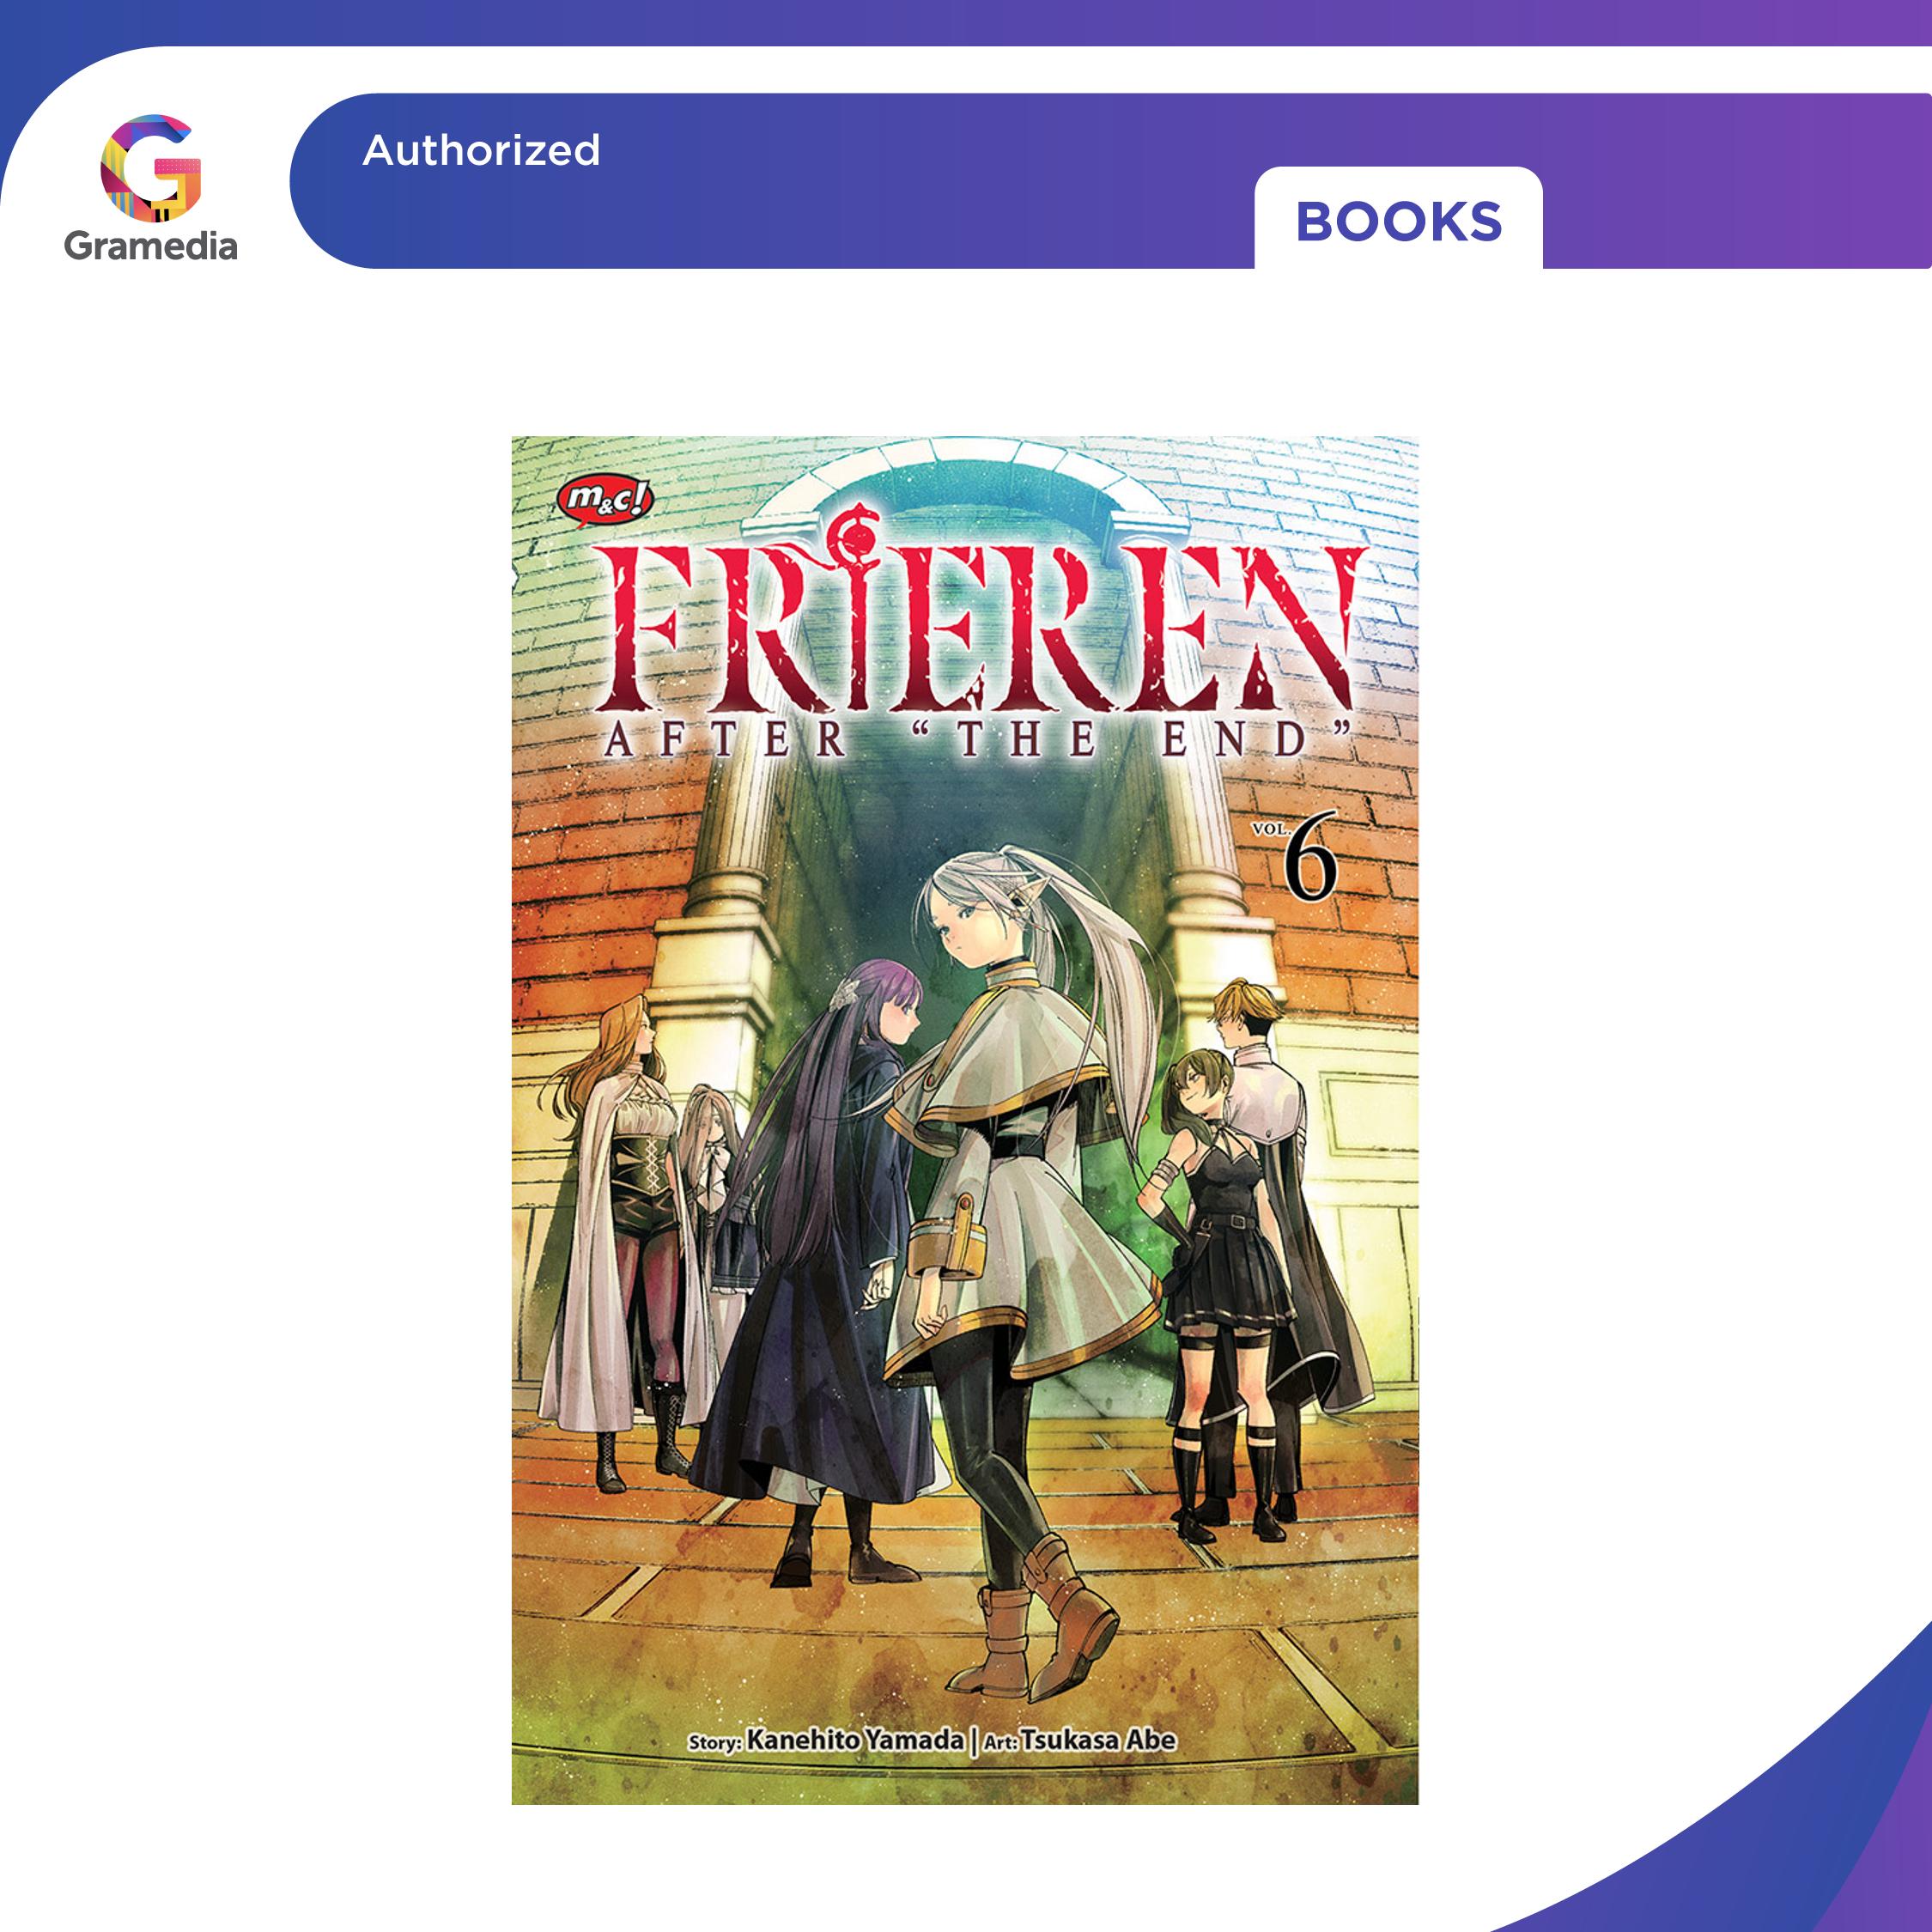 Authorized
Gramedia
BOOKS
m&c!
FRIEREN
AFTER “THE END”
VOL. 6
Story: Kanehito Yamada | Art: Tsukasa Abe